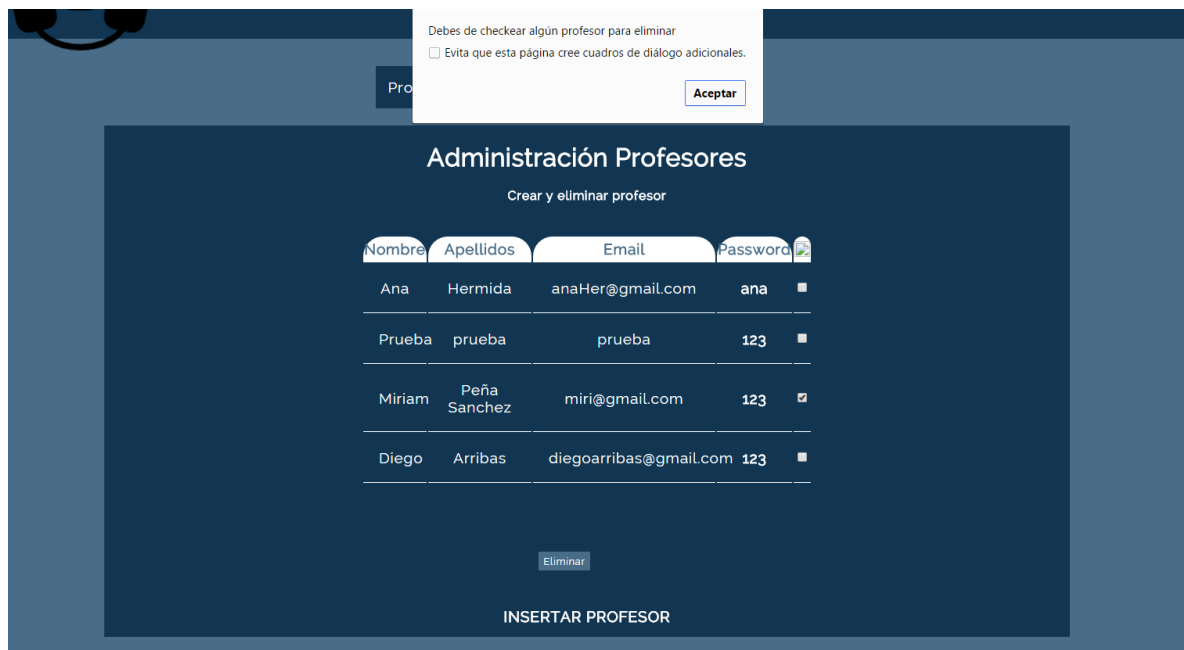 Debes de checkear algún profesor para eliminar
Evita que esta página cree cuadros de diálogo adicionales.
Aceptar
Pro
Administración Profesores
Crear y eliminar profesor
Nombre Apellidos Email Password
Ana Hermida anaHer@gmail.com ana
Prueba prueba prueba 123
Miriam Peña Sanchez miri@gmail.com 123
Diego Arribas diegoarribas@gmail.com 123
Eliminar
INSERTAR PROFESOR